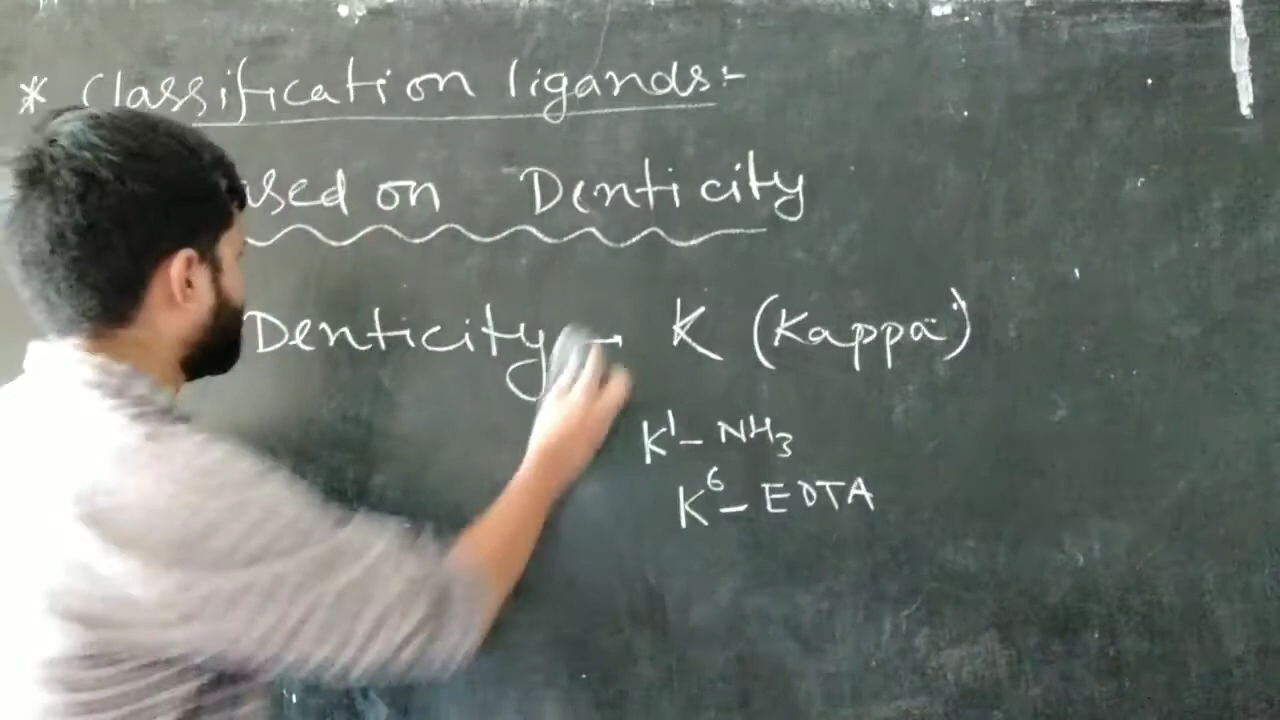 * Classification ligands:-
ased on Denticity
Denticity - K (Kappa)
K¹ - NH₃
K⁶ - EDTA